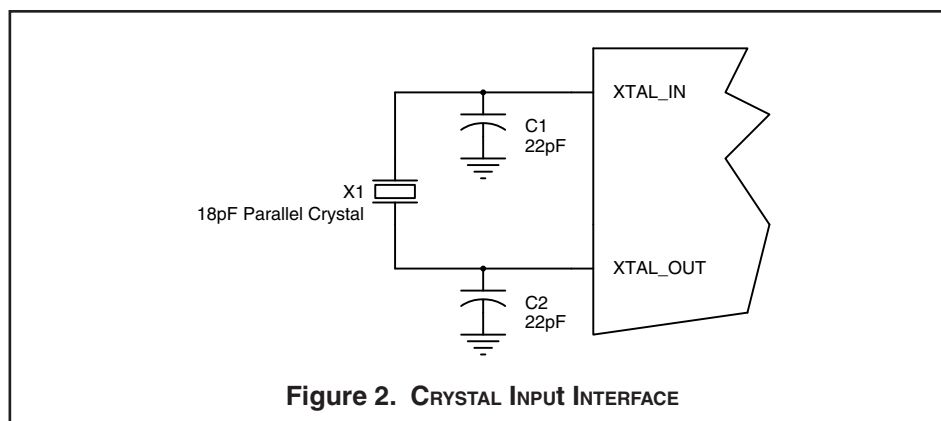 XTAL_IN
C1
22pF
X1
18pF Parallel Crystal
XTAL_OUT
C2
22pF
Figure 2. CRYSTAL INPUt INTERFACE